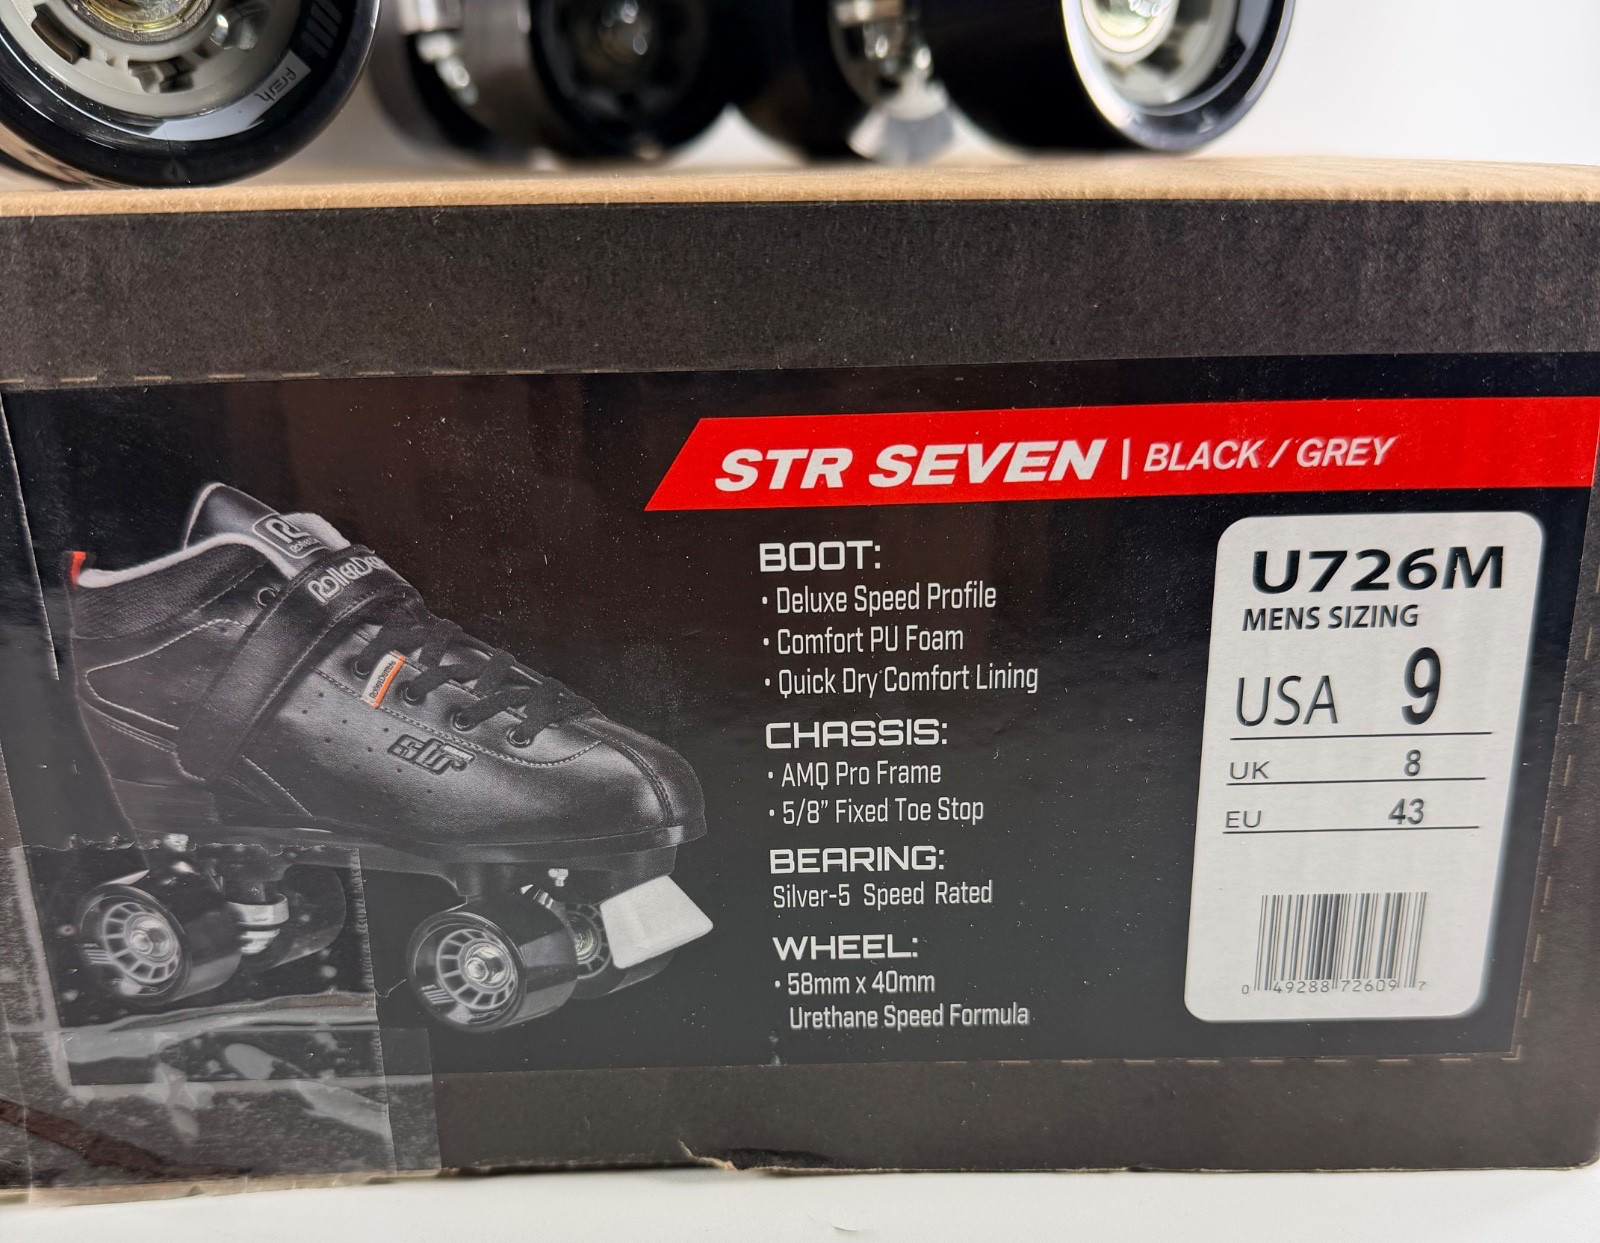 fresh
STR SEVEN | BLACK / GREY
BOOT:
• Deluxe Speed Profile
• Comfort PU Foam
• Quick Dry Comfort Lining
CHASSIS:
• AMQ Pro Frame
• 5/8” Fixed Toe Stop
BEARING:
Silver-5 Speed Rated
WHEEL:
• 58mm x 40mm
Urethane Speed Formula
U726M
MENS SIZING
USA 9
UK 8
EU 43
0 49288 72609 7
str